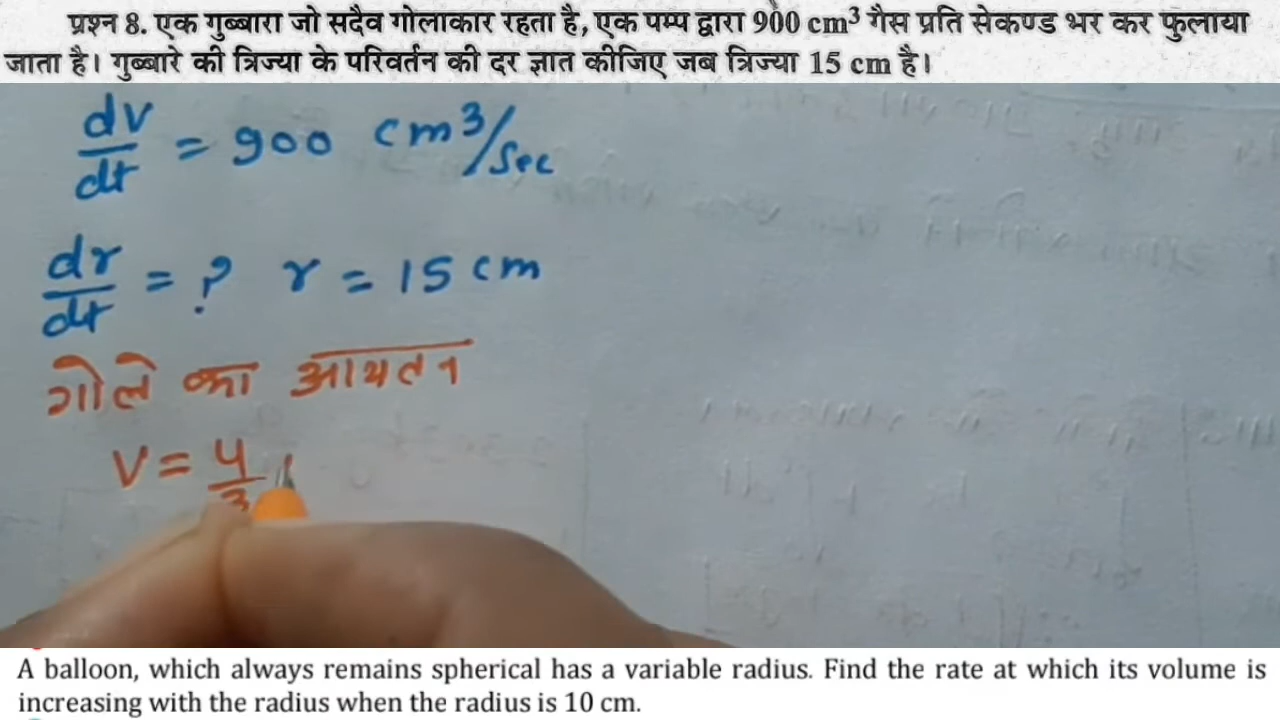 प्रश्न 8. एक गुब्बारा जो सदैव गोलाकार रहता है, एक पम्प द्वारा 900 cm³ गैस प्रति सेकण्ड भर कर फुलाया
जाता है। गुब्बारे की त्रिज्या के परिवर्तन की दर ज्ञात कीजिए जब त्रिज्या 15 cm है।
dv/dt = 900 cm³/sec
dr/dt = ? r = 15 cm
गोले का आयतन
V = 4/3
A balloon, which always remains spherical has a variable radius. Find the rate at which its volume is
increasing with the radius when the radius is 10 cm.